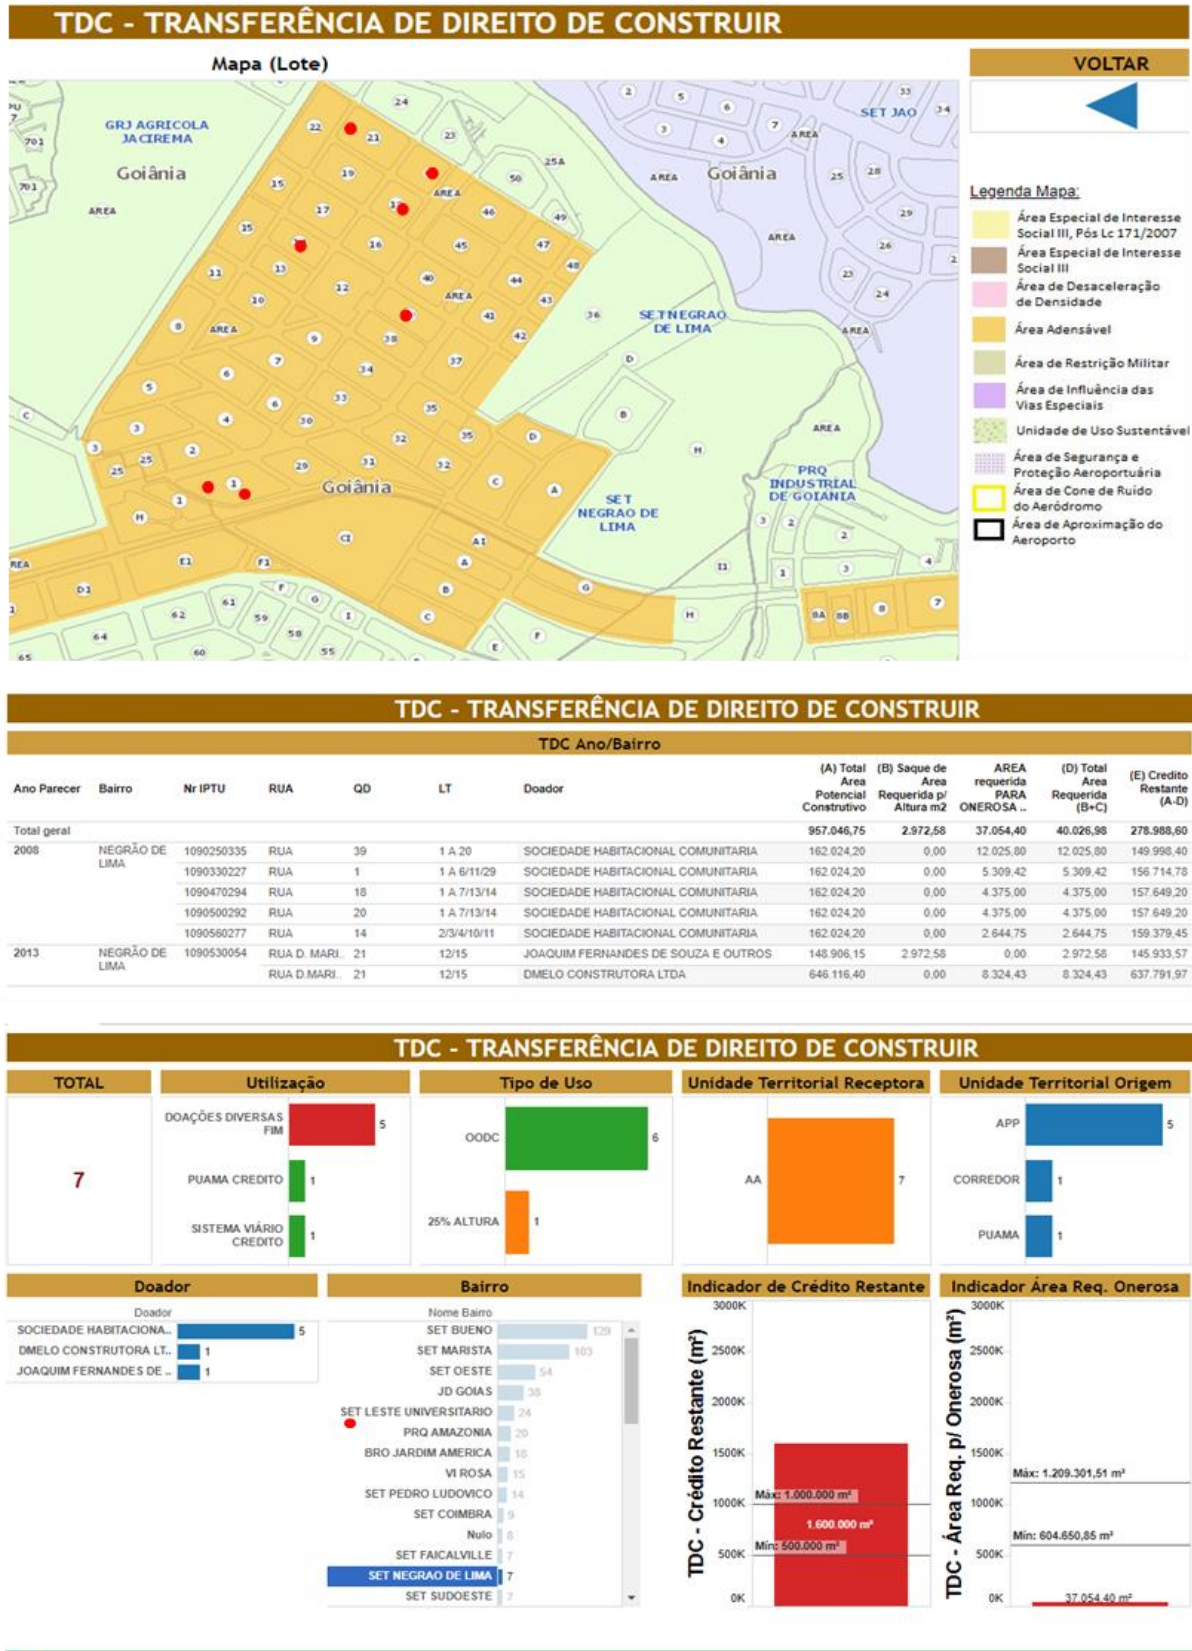 TDC - TRANSFERÊNCIA DE DIREITO DE CONSTRUIR
Mapa (Lote)
VOLTAR
GRJ AGRICOLA
JACIREMA
Goiânia
AREA
701
701
SET JAO
Goiânia
AREA
AREA
AREA
AREA
SETNEGRAO
DE LIMA
SET
NEGRAO DE
LIMA
PRQ
INDUSTRIAL
DE GOIANIA
AREA
Goiânia
Legenda Mapa:
Área Especial de Interesse
Social III, Pós Lc 171/2007
Área Especial de Interesse
Social III
Área de Desaceleração
de Densidade
Área Adensável
Área de Restrição Militar
Área de Influência das
Vias Especiais
Unidade de Uso Sustentável
Área de Segurança e
Proteção Aeroportuária
Área de Cone de Ruído
do Aeródromo
Área de Aproximação do
Aeroporto
TDC - TRANSFERÊNCIA DE DIREITO DE CONSTRUIR
TDC Ano/Bairro
Ano Parecer Bairro Nr IPTU RUA QD LT Doador (A) Total Area Potencial Construtivo (B) Saque de Area Requerida p/ Altura m2 AREA requerida PARA ONEROSA .. (D) Total Area Requerida (B+C) (E) Credito Restante (A-D)
Total geral 957.046,75 2.972,58 37.054,40 40.026,98 278.988,60
2008 NEGRÃO DE LIMA 1090250335 RUA 39 1 A 20 SOCIEDADE HABITACIONAL COMUNITARIA 162.024,20 0,00 12.025,80 12.025,80 149.998,40
1090330227 RUA 1 1 A 6/11/29 SOCIEDADE HABITACIONAL COMUNITARIA 162.024,20 0,00 5.309,42 5.309,42 156.714,78
1090470294 RUA 18 1 A 7/13/14 SOCIEDADE HABITACIONAL COMUNITARIA 162.024,20 0,00 4.375,00 4.375,00 157.649,20
1090500292 RUA 20 1 A 7/13/14 SOCIEDADE HABITACIONAL COMUNITARIA 162.024,20 0,00 4.375,00 4.375,00 157.649,20
1090560277 RUA 14 2/3/4/10/11 SOCIEDADE HABITACIONAL COMUNITARIA 162.024,20 0,00 2.644,75 2.644,75 159.379,45
2013 NEGRÃO DE LIMA 1090530054 RUA D. MARI.. 21 12/15 JOAQUIM FERNANDES DE SOUZA E OUTROS 148.906,15 2.972,58 0,00 2.972,58 145.933,57
RUA D.MARI.. 21 12/15 DMELO CONSTRUTORA LTDA 646.116,40 0,00 8.324,43 8.324,43 637.791,97
TDC - TRANSFERÊNCIA DE DIREITO DE CONSTRUIR
TOTAL
7
Utilização
DOAÇÕES DIVERSAS
FIM 5
PUAMA CREDITO 1
SISTEMA VIÁRIO
CREDITO 1
Tipo de Uso
OODC 6
25% ALTURA 1
Unidade Territorial Receptora
AA 7
Unidade Territorial Origem
APP 5
CORREDOR 1
PUAMA 1
Doador
Doador
SOCIEDADE HABITACIONA.. 5
DMELO CONSTRUTORA LT.. 1
JOAQUIM FERNANDES DE .. 1
Bairro
Nome Bairro
SET BUENO 129
SET MARISTA 103
SET OESTE 54
JD GOIAS 38
SET LESTE UNIVERSITARIO 24
PRQ AMAZONIA 20
BRO JARDIM AMERICA 18
VI ROSA 15
SET PEDRO LUDOVICO 14
SET COIMBRA 9
Nulo 8
SET FAICALVILLE 7
SET NEGRAO DE LIMA 7
SET SUDOESTE 7
Indicador de Crédito Restante
TDC - Crédito Restante (m²)
3000K
2500K
2000K
1500K
Máx: 1.000.000 m²
1000K
1.600.000 m²
Mín: 500.000 m²
500K
0K
Indicador Área Req. Onerosa
TDC - Área Req. p/ Onerosa (m²)
3000K
2500K
2000K
1500K
Máx: 1.209.301,51 m²
1000K
Mín: 604.650,85 m²
500K
0K
37.054,40 m²